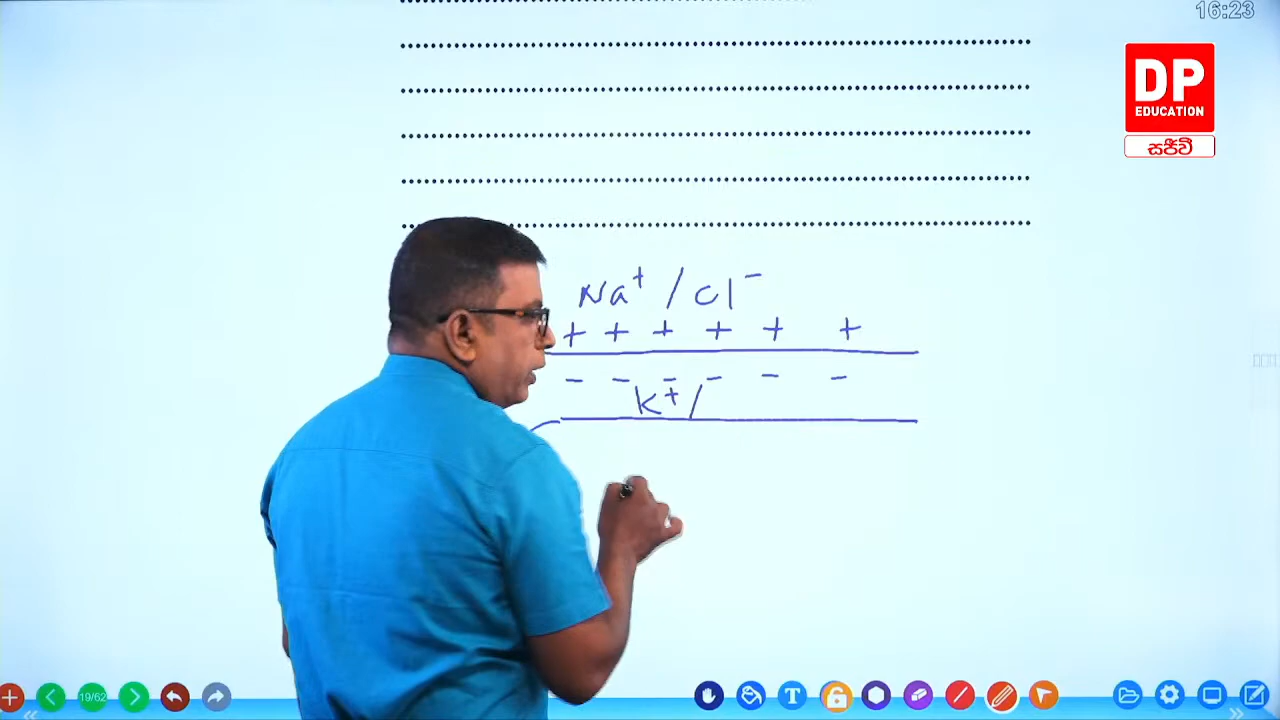 16:23
DP
EDUCATION
සජීවී
Na⁺ / Cl⁻
+ + + + + +
- - - - - -
K⁺ /
19/62
T